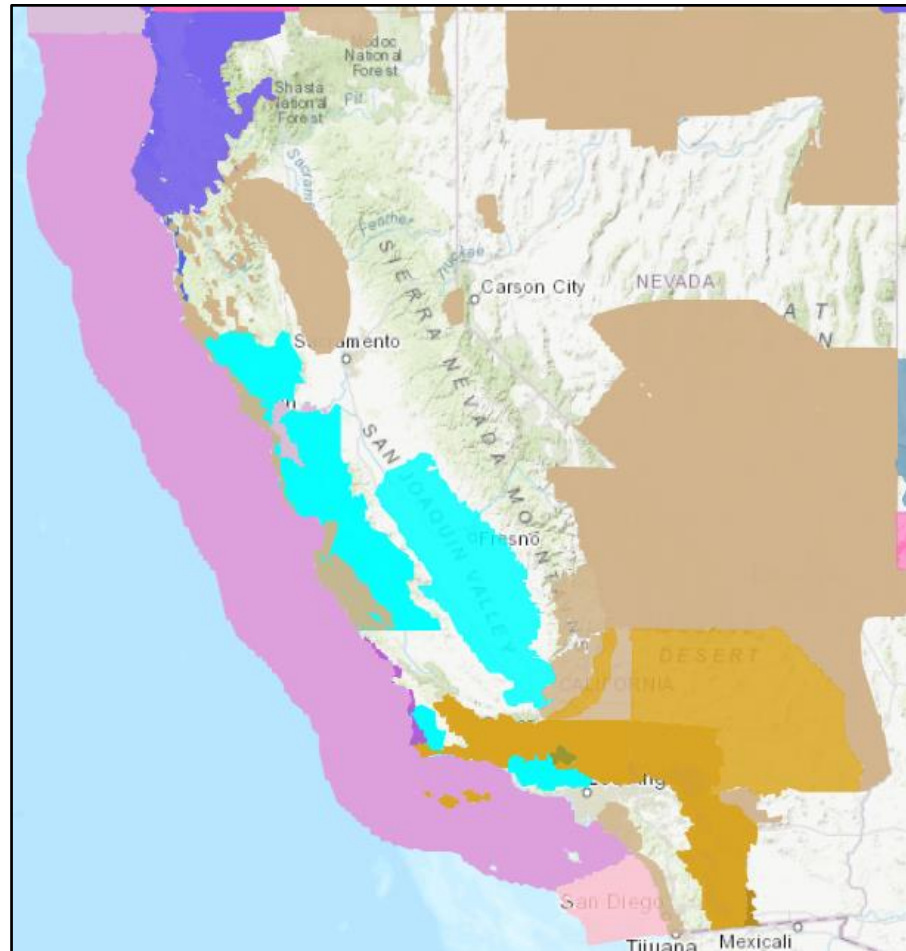 Modoc
National
Forest
Shasta
National
Forest
Pit
Sacram
Feather
Truckee
SIERRA NEVADA MOUNTAINS
Carson City
NEVADA
Sacramento
SAN JOAQUIN VALLEY
Fresno
DESERT
CALIFORNIA
San Diego
Tijuana
Mexicali